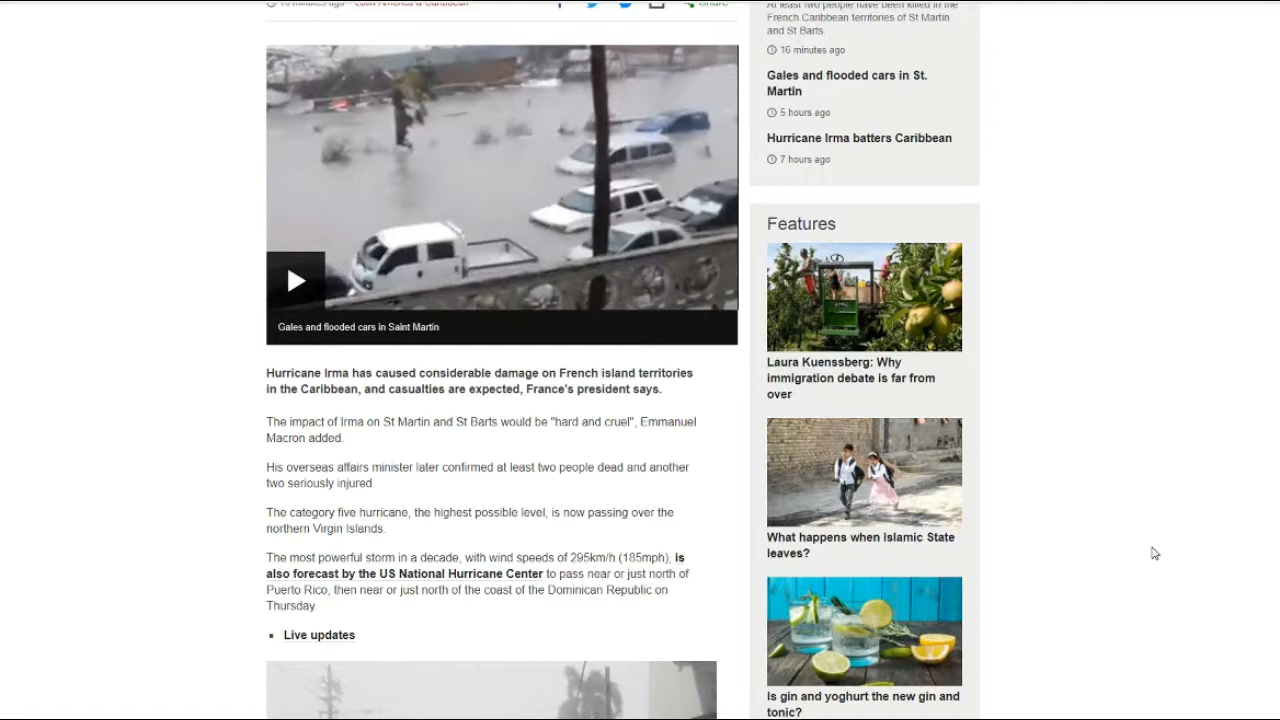 10 minutes ago
Latin America & Caribbean
Share
Gales and flooded cars in Saint Martin
Hurricane Irma has caused considerable damage on French island territories
in the Caribbean, and casualties are expected, France's president says.
The impact of Irma on St Martin and St Barts would be "hard and cruel", Emmanuel
Macron added.
His overseas affairs minister later confirmed at least two people dead and another
two seriously injured.
The category five hurricane, the highest possible level, is now passing over the
northern Virgin Islands.
The most powerful storm in a decade, with wind speeds of 295km/h (185mph), is
also forecast by the US National Hurricane Center to pass near or just north of
Puerto Rico, then near or just north of the coast of the Dominican Republic on
Thursday.
Live updates
At least two people have been killed in the
French Caribbean territories of St Martin
and St Barts.
16 minutes ago
Gales and flooded cars in St.
Martin
5 hours ago
Hurricane Irma batters Caribbean
7 hours ago
Features
Laura Kuenssberg: Why
immigration debate is far from
over
What happens when Islamic State
leaves?
Is gin and yoghurt the new gin and
tonic?